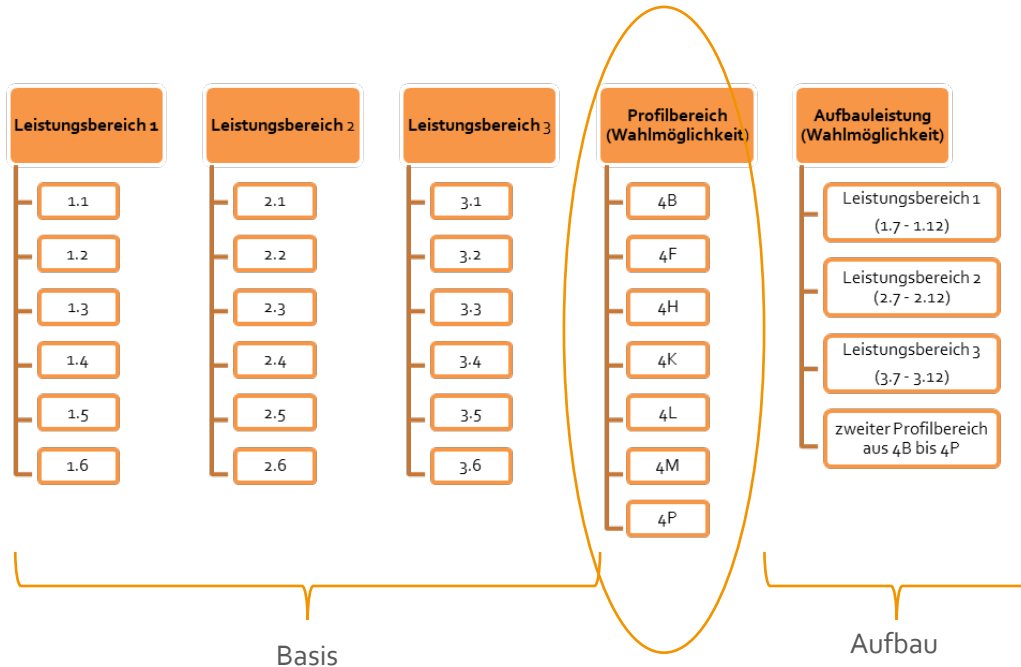 Leistungsbereich 1
1.1
1.2
1.3
1.4
1.5
1.6
Leistungsbereich 2
2.1
2.2
2.3
2.4
2.5
2.6
Leistungsbereich 3
3.1
3.2
3.3
3.4
3.5
3.6
Profilbereich
(Wahlmöglichkeit)
4B
4F
4H
4K
4L
4M
4P
Aufbauleistung
(Wahlmöglichkeit)
Leistungsbereich 1
(1.7 - 1.12)
Leistungsbereich 2
(2.7 - 2.12)
Leistungsbereich 3
(3.7 - 3.12)
zweiter Profilbereich
aus 4B bis 4P
Basis
Aufbau